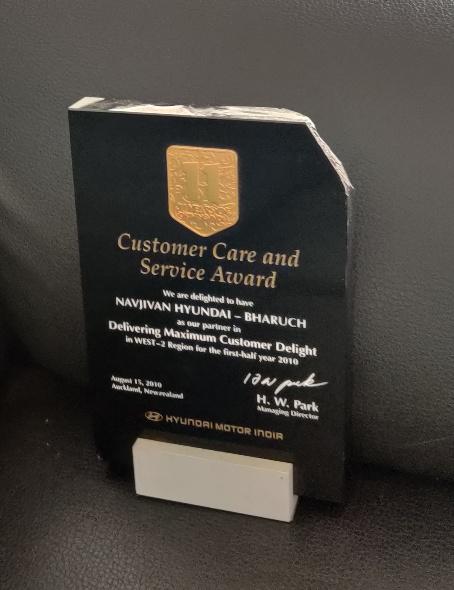 Customer Care and
Service Award
We are delighted to have
NAVJIVAN HYUNDAI – BHARUCH
as our partner in
Delivering Maximum Customer Delight
in WEST–2 Region for the first-half year 2010
August 15, 2010
Auckland, Newzealand
H. W. Park
Managing Director
HYUNDAI MOTOR INDIA